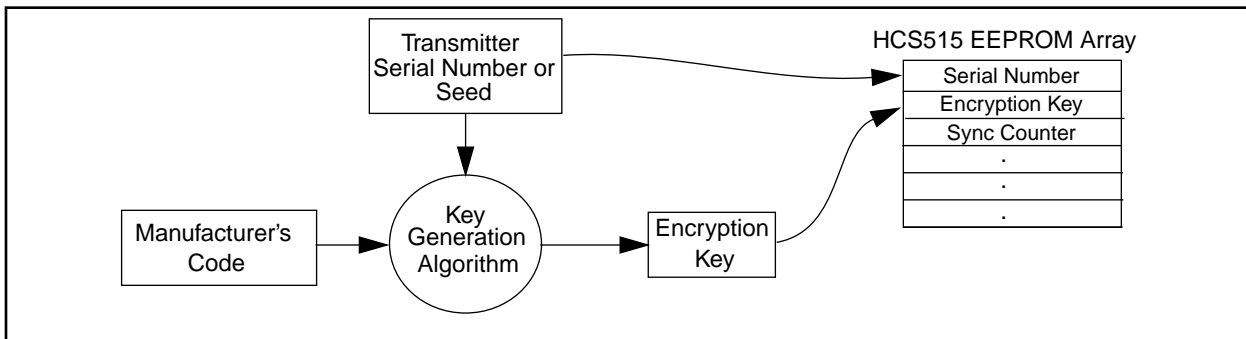 Transmitter
Serial Number or
Seed
HCS515 EEPROM Array
Serial Number
Encryption Key
Sync Counter
.
.
.
Manufacturer's
Code
Key
Generation
Algorithm
Encryption
Key